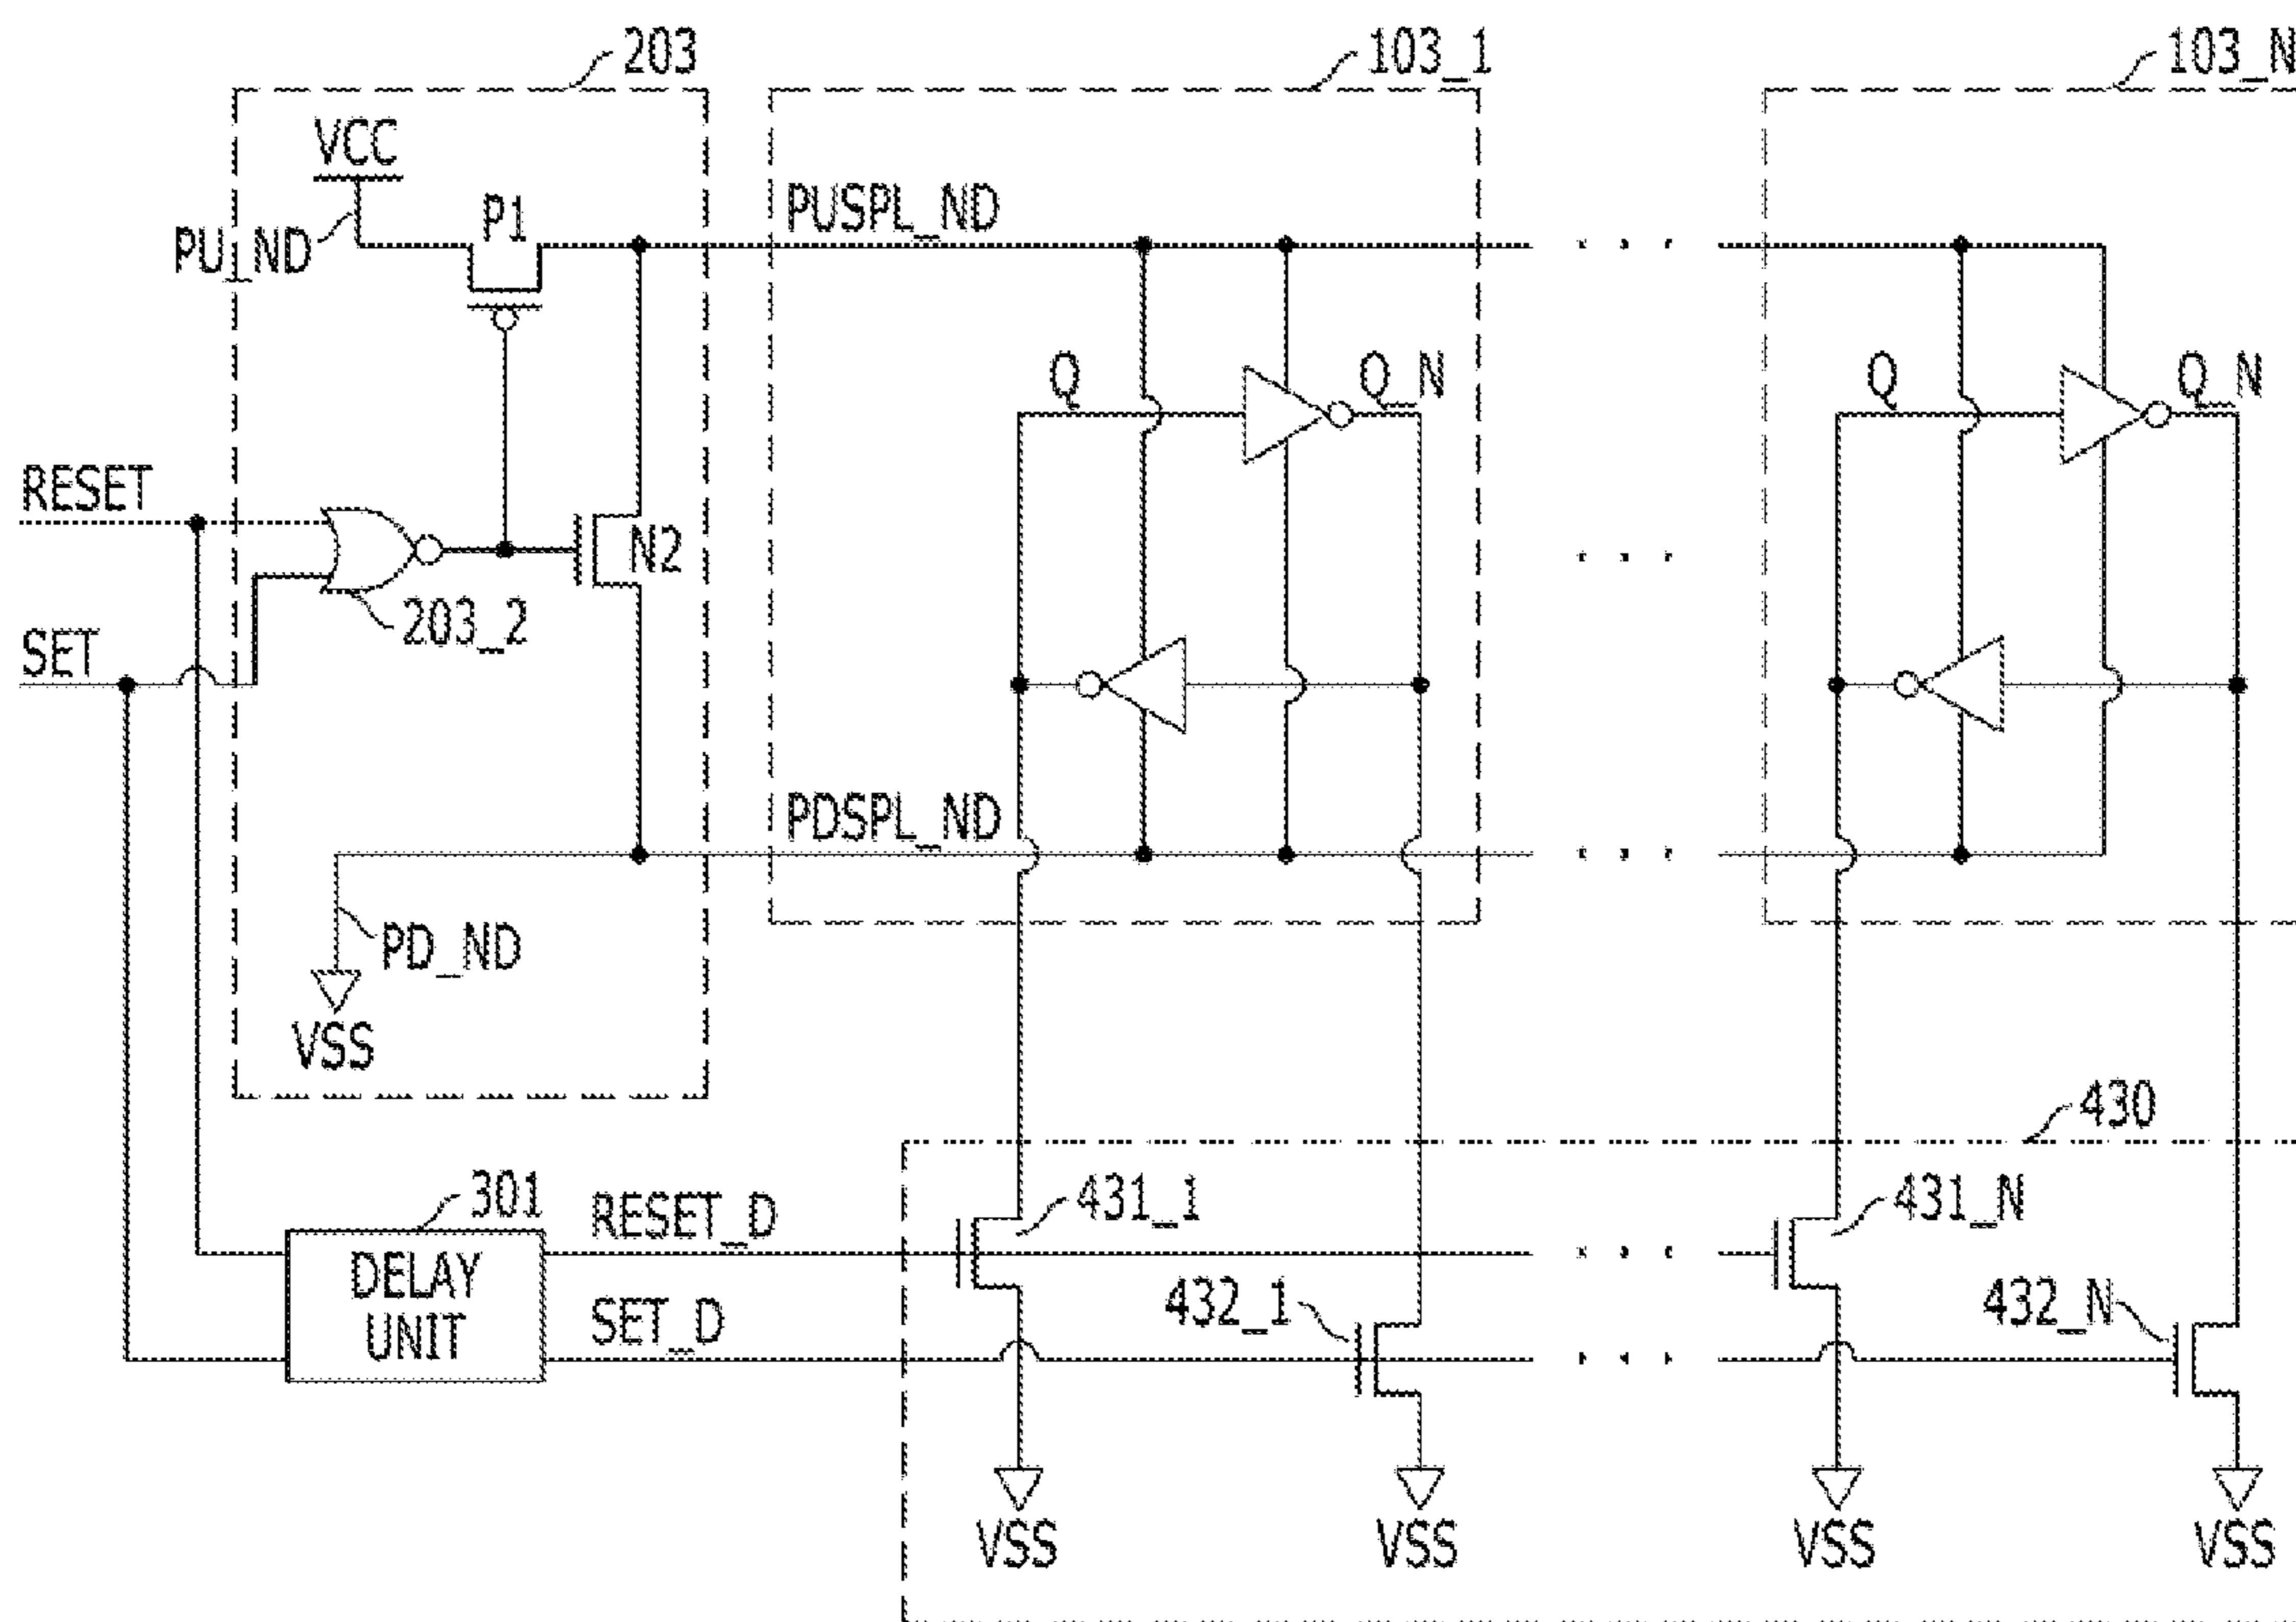 203
103_1
103_N
VCC
PU_ND
P1
PUSPL_ND
Q
Q_N
Q
Q_N
RESET
N2
203_2
SET
PDSPL_ND
PD_ND
VSS
430
301
RESET_D
431_1
431_N
DELAY
UNIT
SET_D
432_1
432_N
VSS
VSS
VSS
VSS